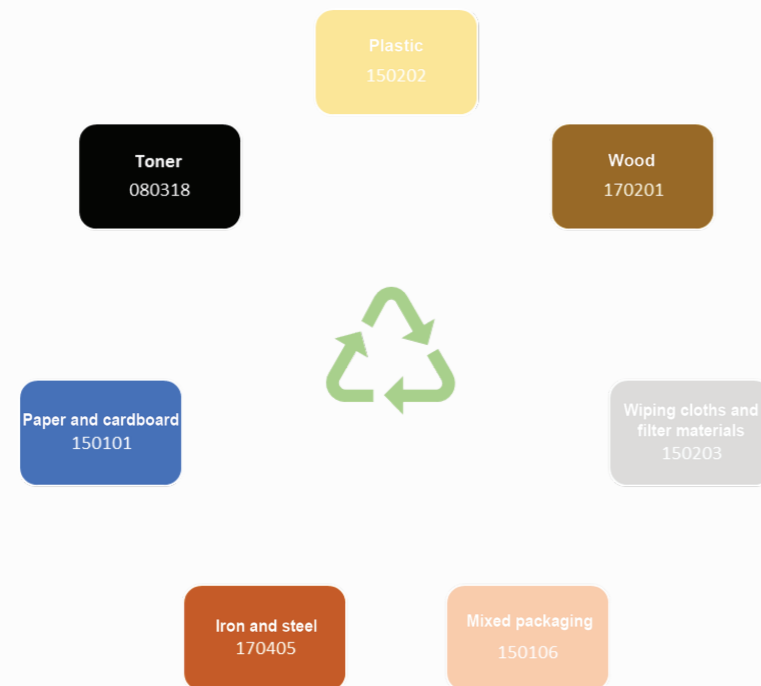 Plastic
150202
Toner
080318
Wood
170201
Paper and cardboard
150101
Wiping cloths and
filter materials
150203
Iron and steel
170405
Mixed packaging
150106